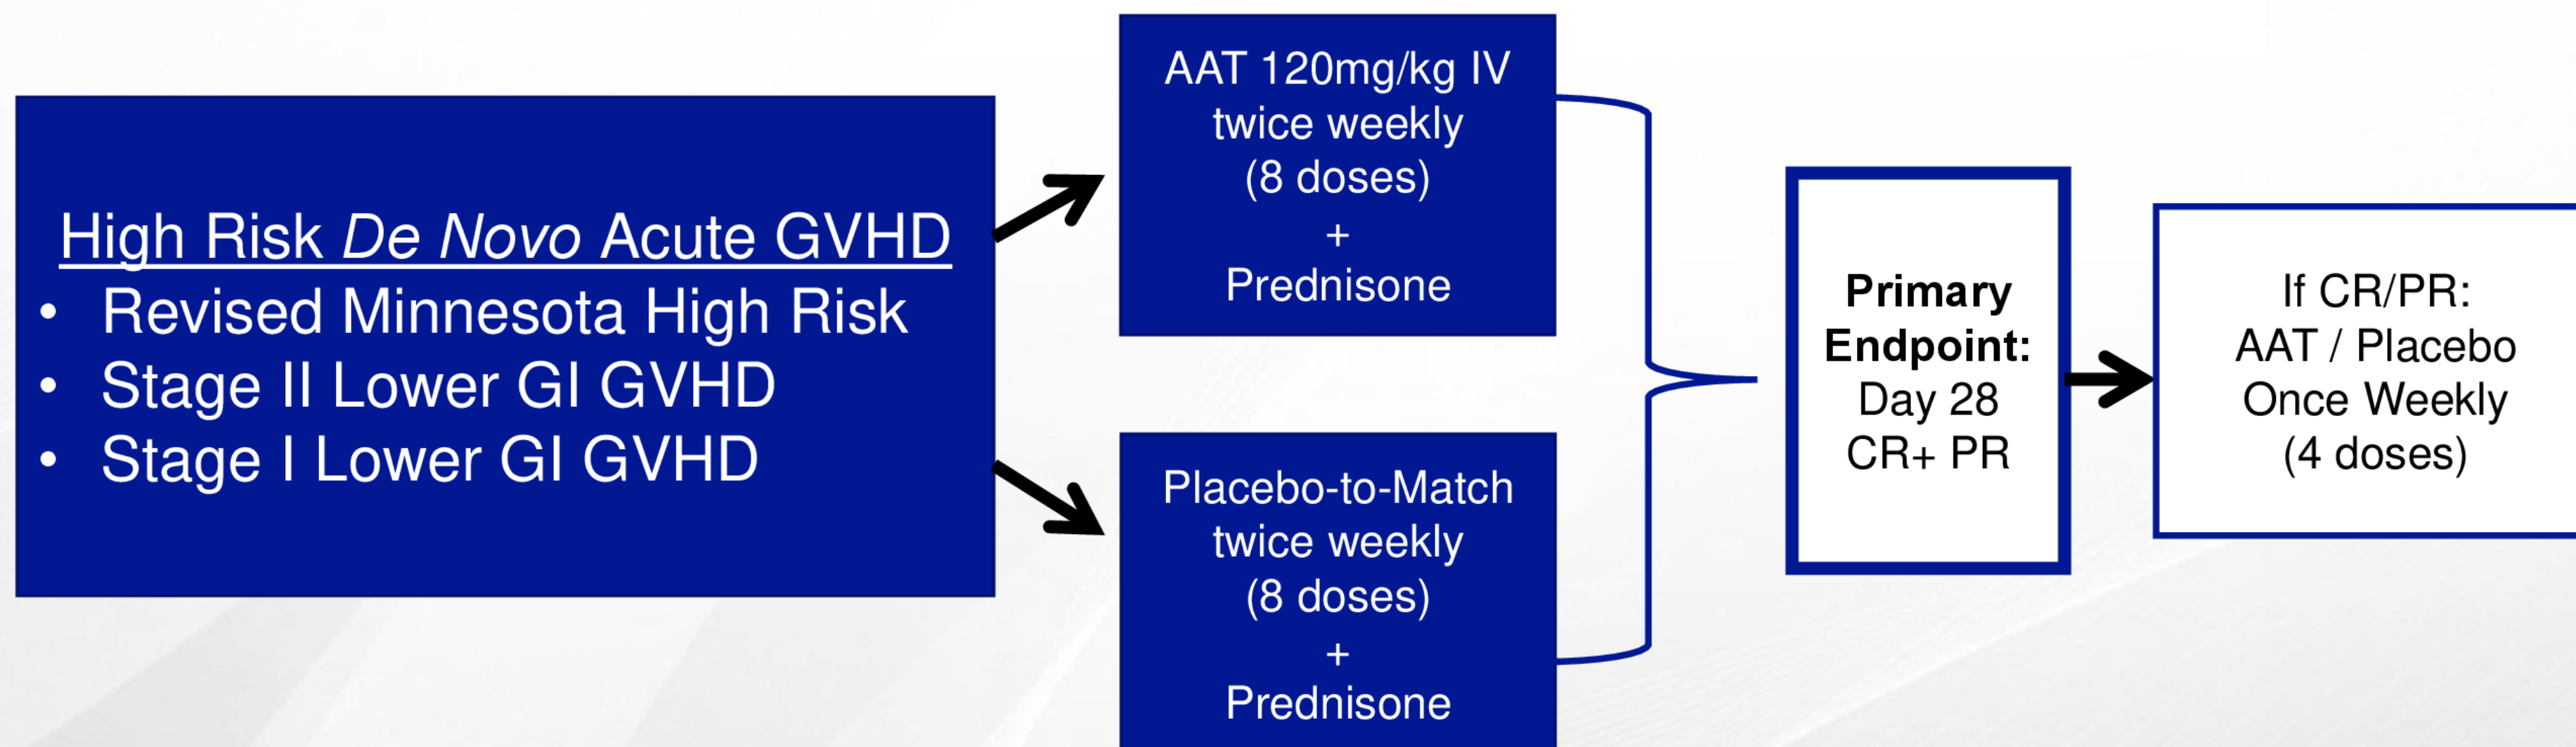 High Risk De Novo Acute GVHD
• Revised Minnesota High Risk
• Stage II Lower GI GVHD
• Stage I Lower GI GVHD
AAT 120mg/kg IV
twice weekly
(8 doses)
+
Prednisone
Placebo-to-Match
twice weekly
(8 doses)
+
Prednisone
Primary
Endpoint:
Day 28
CR+ PR
If CR/PR:
AAT / Placebo
Once Weekly
(4 doses)